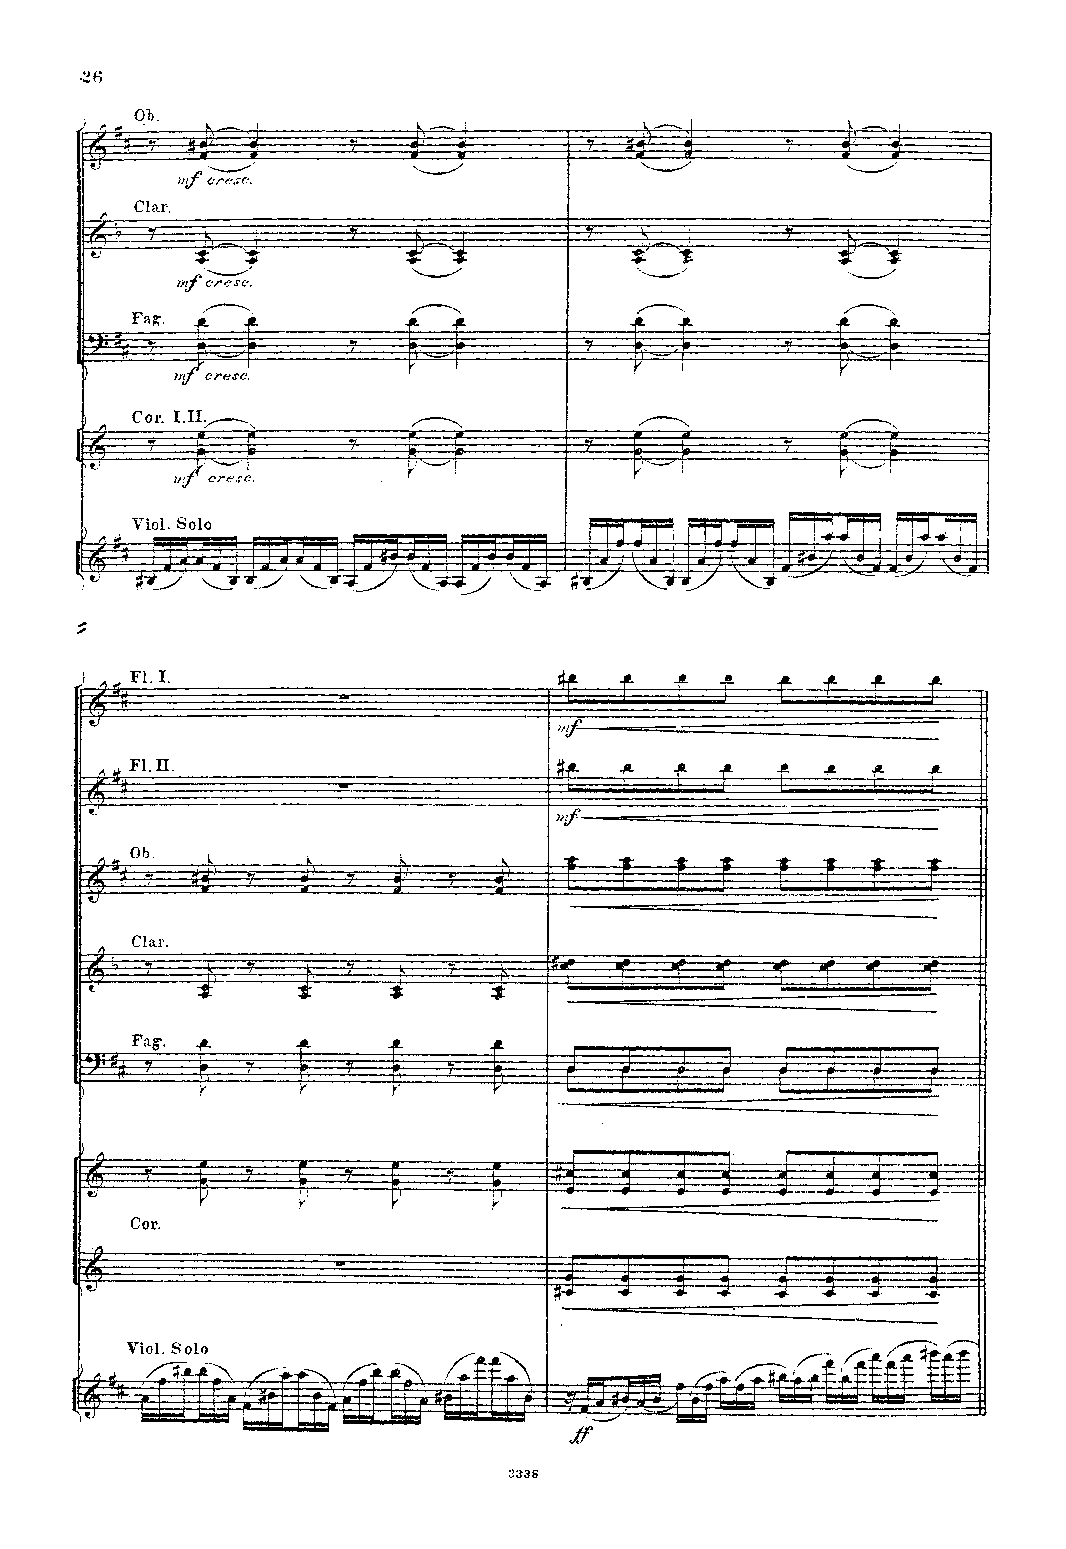 26
Ob.
mf cresc.
Clar.
mf cresc.
Fag.
mf cresc.
Cor. I.II.
mf cresc.
Viol. Solo
Fl. I.
mf
Fl. II.
mf
Ob.
Clar.
Fag.
Cor.
Viol. Solo
ff
3338